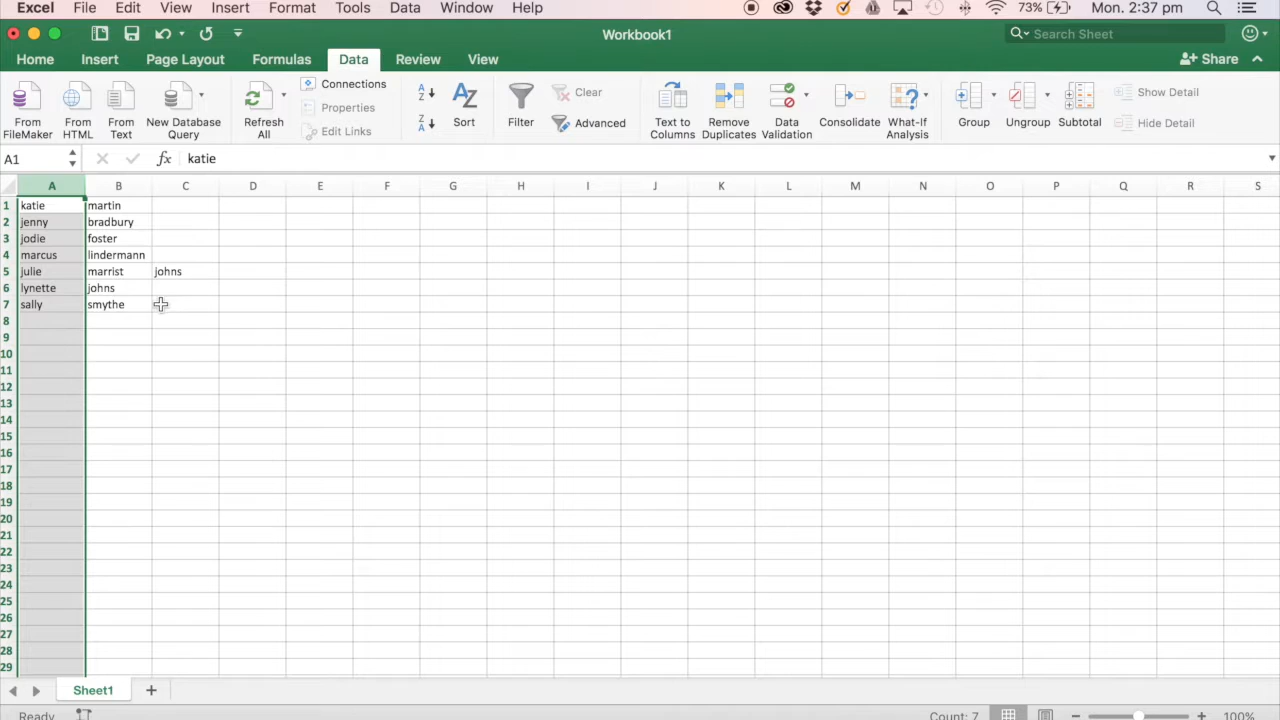 Excel File Edit View Insert Format Tools Data Window Help 73% Mon. 2:37 pm
Workbook1 Search Sheet
Home Insert Page Layout Formulas Data Review View Share
From FileMaker From HTML From Text New Database Query Refresh All Connections Properties Edit Links A Z Z A A Z Sort Filter Clear Advanced Text to Columns Remove Duplicates Data Validation Consolidate What-If Analysis Group Ungroup Subtotal Show Detail Hide Detail
A1 fx katie
A B C D E F G H I J K L M N O P Q R S
1 katie martin
2 jenny bradbury
3 jodie foster
4 marcus lindermann
5 julie marrist johns
6 lynette johns
7 sally smythe
8
9
10
11
12
13
14
15
16
17
18
19
20
21
22
23
24
25
26
27
28
29
Sheet1
Ready Count: 7 100%